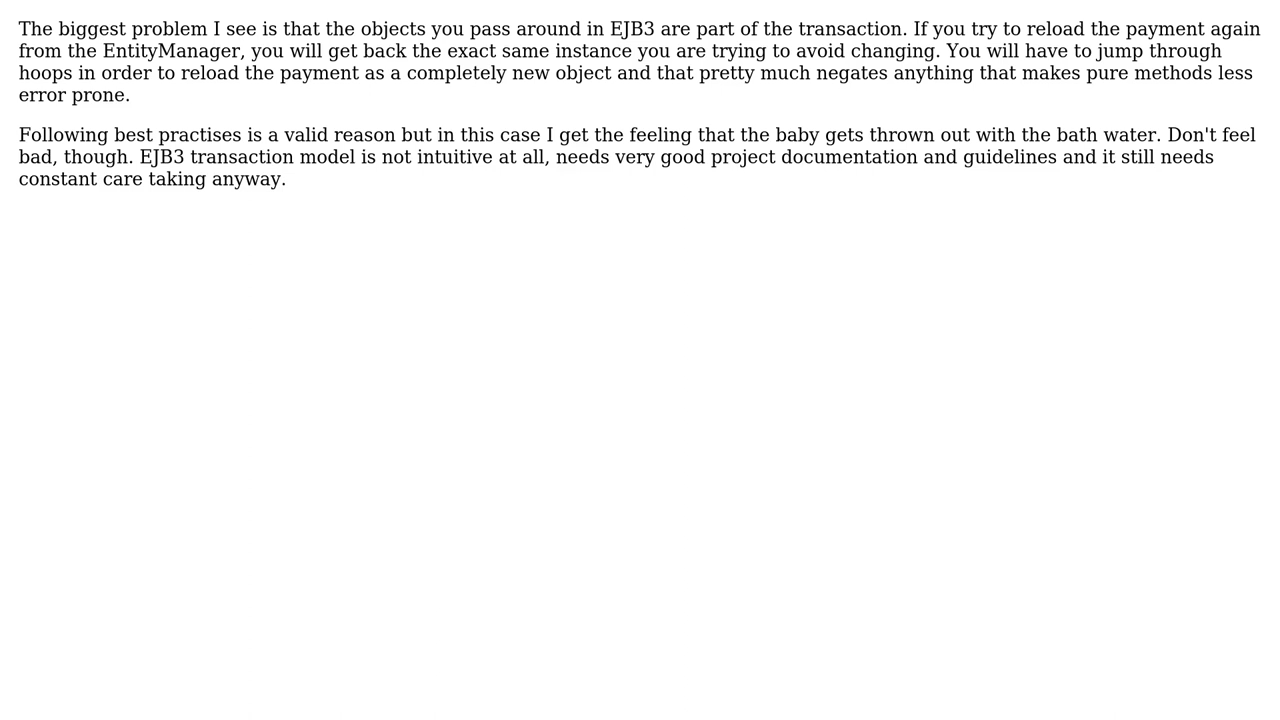 The biggest problem I see is that the objects you pass around in EJB3 are part of the transaction. If you try to reload the payment again
from the EntityManager, you will get back the exact same instance you are trying to avoid changing. You will have to jump through
hoops in order to reload the payment as a completely new object and that pretty much negates anything that makes pure methods less
error prone.
Following best practises is a valid reason but in this case I get the feeling that the baby gets thrown out with the bath water. Don't feel
bad, though. EJB3 transaction model is not intuitive at all, needs very good project documentation and guidelines and it still needs
constant care taking anyway.